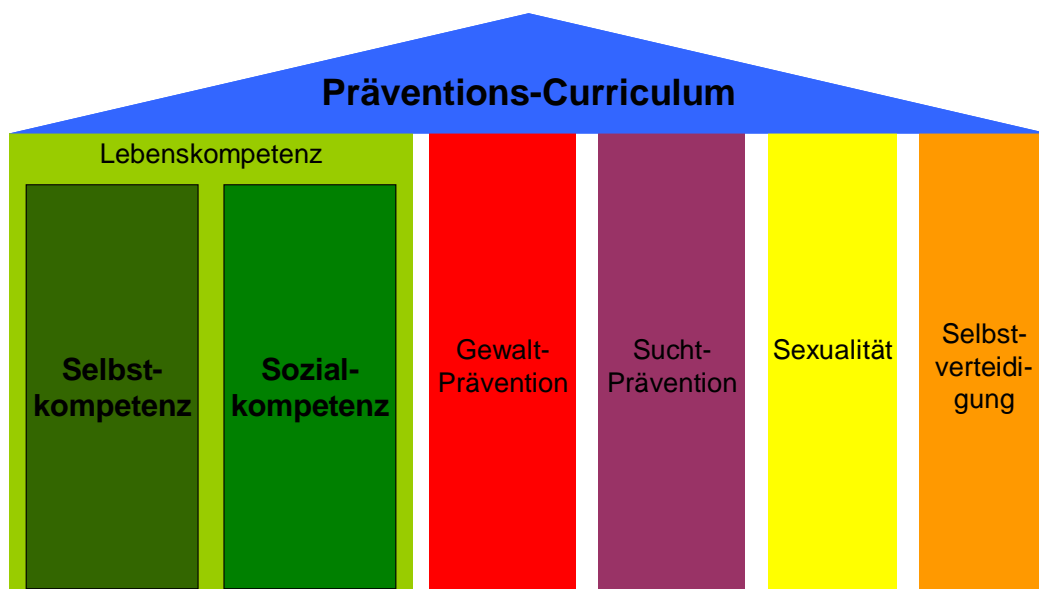 Präventions-Curriculum
Lebenskompetenz
Selbst-
kompetenz
Sozial-
kompetenz
Gewalt-
Prävention
Sucht-
Prävention
Sexualität
Selbst-
verteidi-
gung